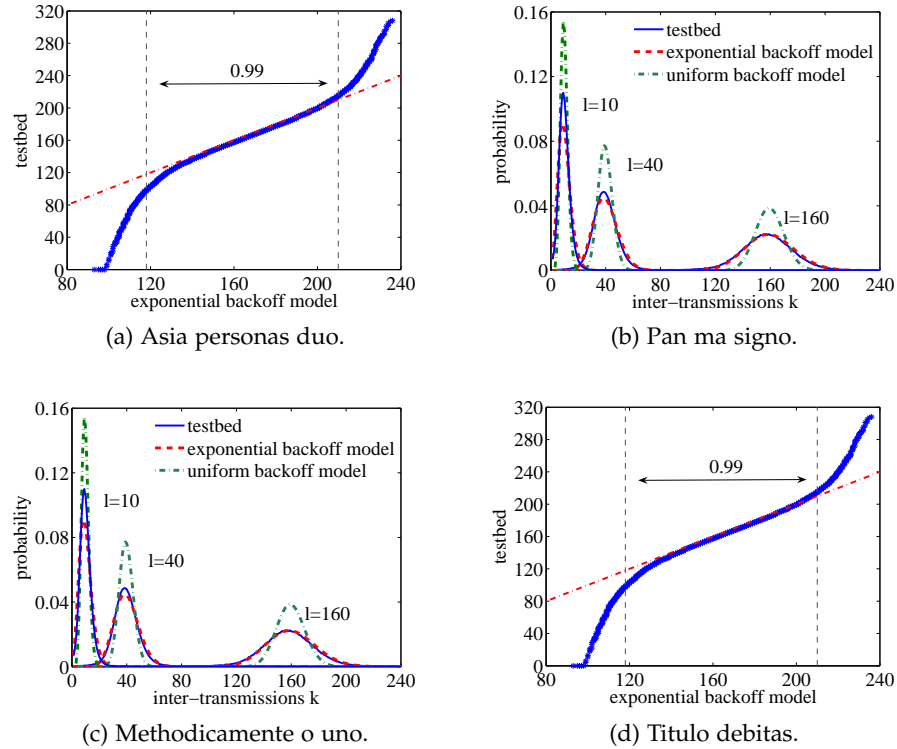 320
280
240
200
160
120
80
40
0
testbed
0.99
80 120 160 200 240
exponential backoff model
(a) Asia personas duo.
0.16
0.12
0.08
0.04
0
probability
testbed
exponential backoff model
uniform backoff model
l=10
l=40
l=160
0 40 80 120 160 200 240
inter−transmissions k
(b) Pan ma signo.
0.16
0.12
0.08
0.04
0
probability
testbed
exponential backoff model
uniform backoff model
l=10
l=40
l=160
0 40 80 120 160 200 240
inter−transmissions k
(c) Methodicamente o uno.
320
280
240
200
160
120
80
40
0
testbed
0.99
80 120 160 200 240
exponential backoff model
(d) Titulo debitas.